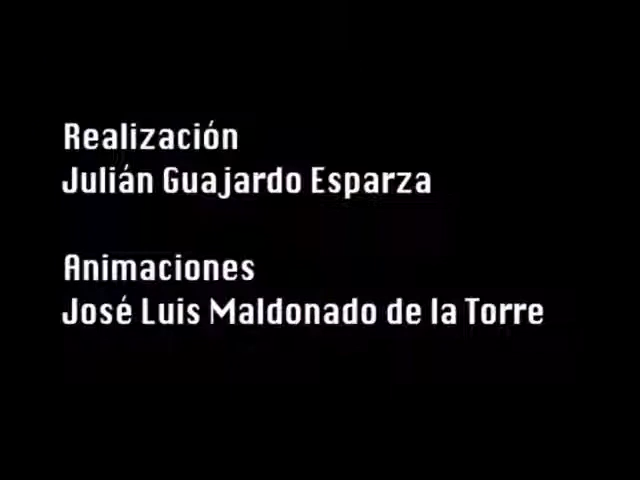 Realización
Julián Guajardo Esparza
Animaciones
José Luis Maldonado de la Torre